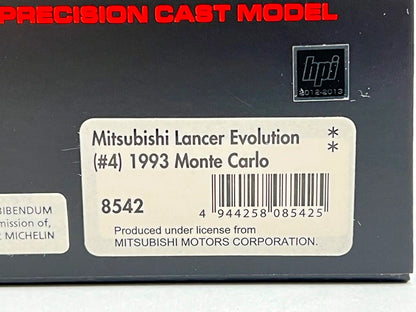 PRECISION CAST MODEL
hpi
2012-2013
Mitsubishi Lancer Evolution **
(#4) 1993 Monte Carlo
8542
4 944258 085425
Produced under license from
MITSUBISHI MOTORS CORPORATION.
BIBENDUM
mission of,
MICHELIN